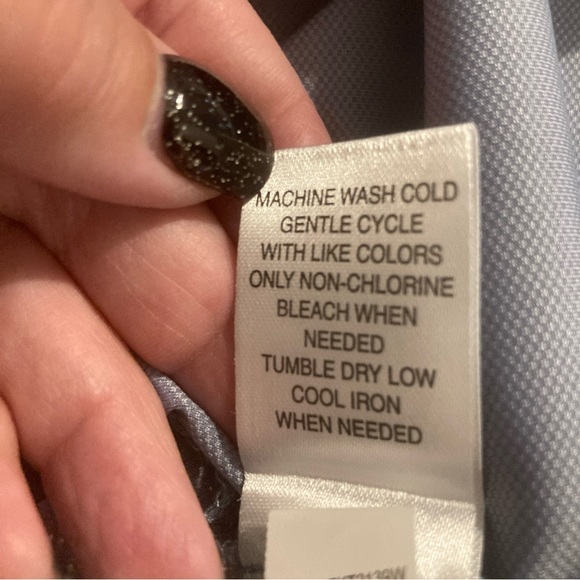 MACHINE WASH COLD
GENTLE CYCLE
WITH LIKE COLORS
ONLY NON-CHLORINE
BLEACH WHEN
NEEDED
TUMBLE DRY LOW
COOL IRON
WHEN NEEDED